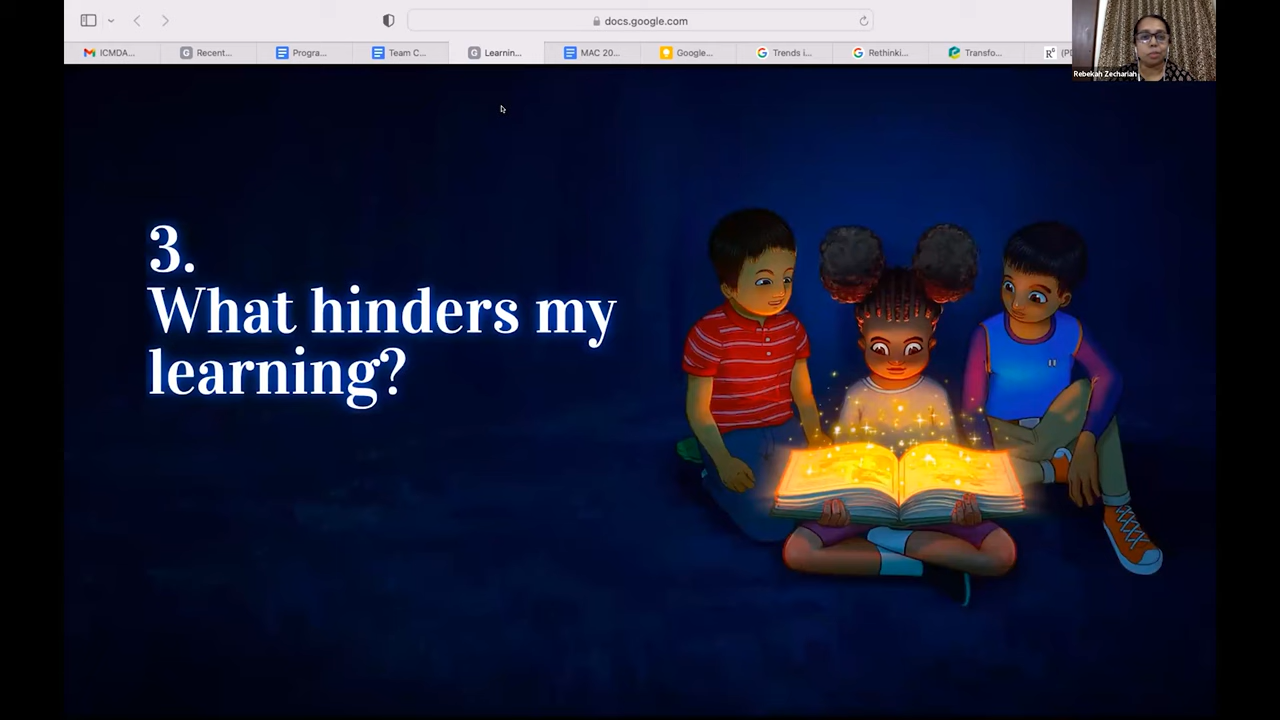 docs.google.com
ICMDA...
Recent...
Progra...
Team C...
Learnin...
MAC 20...
Google...
Trends i...
Rethinki...
Transfo...
(PD
Rebekah Zechariah
3.
What hinders my
learning?